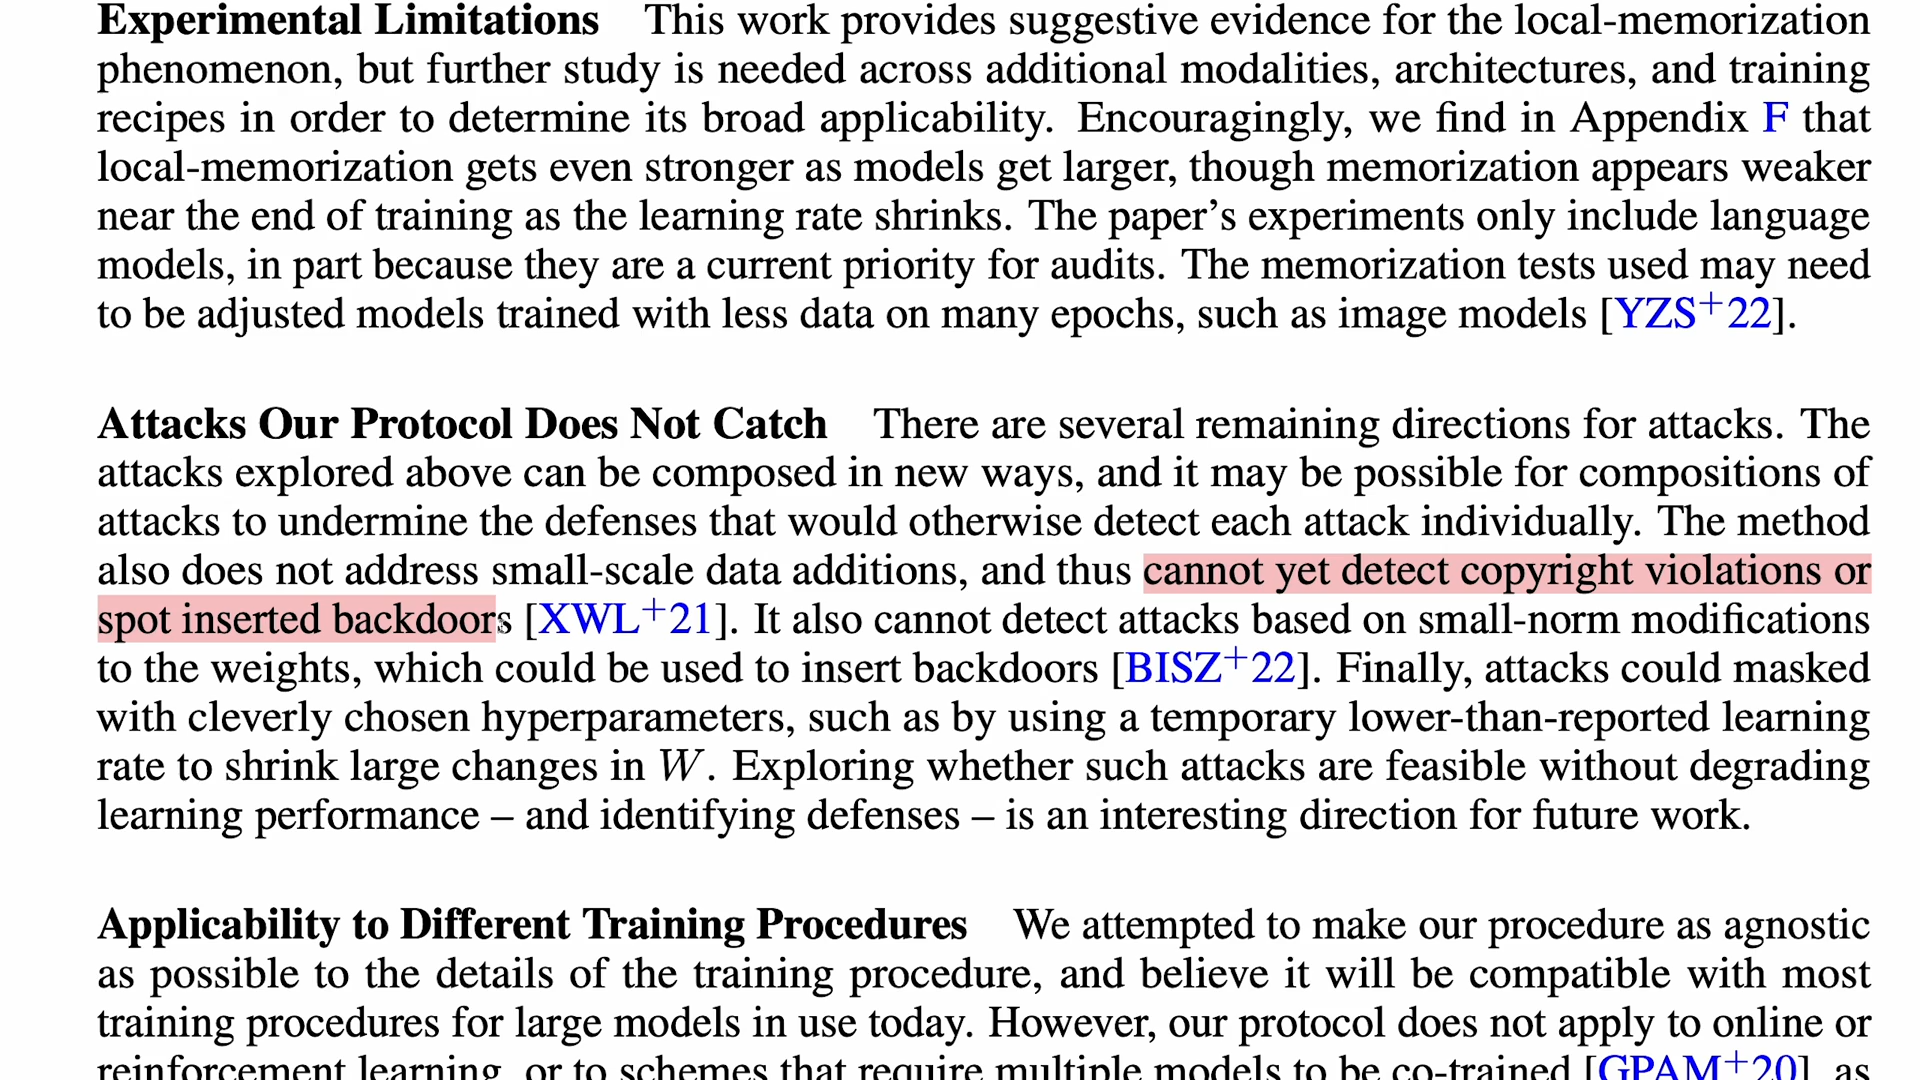 Experimental Limitations This work provides suggestive evidence for the local-memorization
phenomenon, but further study is needed across additional modalities, architectures, and training
recipes in order to determine its broad applicability. Encouragingly, we find in Appendix F that
local-memorization gets even stronger as models get larger, though memorization appears weaker
near the end of training as the learning rate shrinks. The paper's experiments only include language
models, in part because they are a current priority for audits. The memorization tests used may need
to be adjusted models trained with less data on many epochs, such as image models [YZS+22].
Attacks Our Protocol Does Not Catch There are several remaining directions for attacks. The
attacks explored above can be composed in new ways, and it may be possible for compositions of
attacks to undermine the defenses that would otherwise detect each attack individually. The method
also does not address small-scale data additions, and thus cannot yet detect copyright violations or
spot inserted backdoors [XWL+21]. It also cannot detect attacks based on small-norm modifications
to the weights, which could be used to insert backdoors [BISZ+22]. Finally, attacks could masked
with cleverly chosen hyperparameters, such as by using a temporary lower-than-reported learning
rate to shrink large changes in W. Exploring whether such attacks are feasible without degrading
learning performance – and identifying defenses – is an interesting direction for future work.
Applicability to Different Training Procedures We attempted to make our procedure as agnostic
as possible to the details of the training procedure, and believe it will be compatible with most
training procedures for large models in use today. However, our protocol does not apply to online or
reinforcement learning, or to schemes that require multiple models to be co-trained [GPAM+20], as